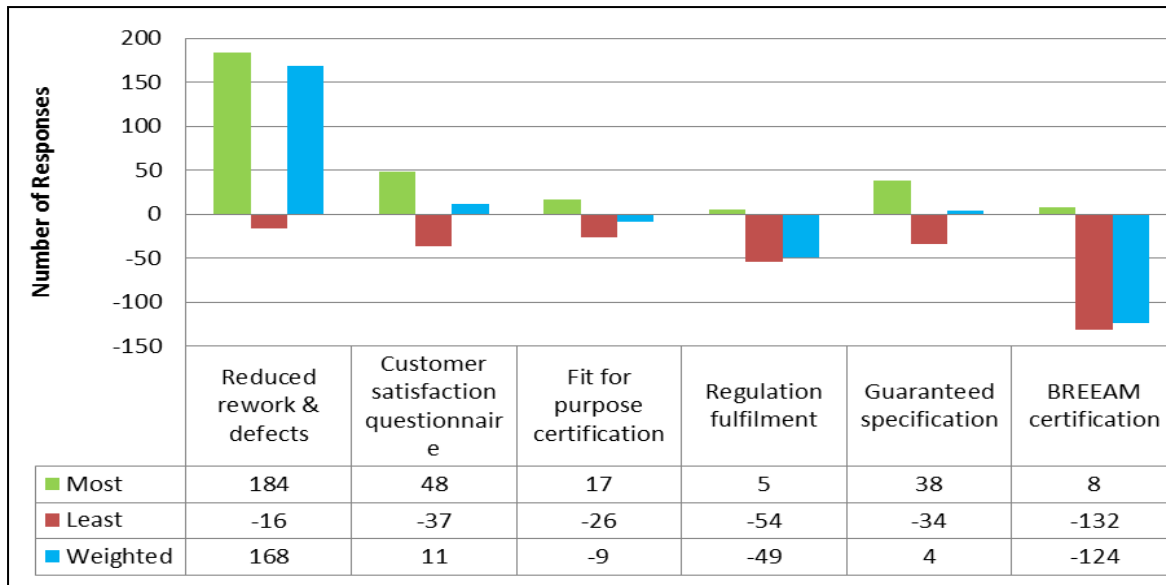 Number of Responses
200
150
100
50
0
-50
-100
-150
Reduced
rework &
defects
Customer
satisfaction
questionnair
e
Fit for
purpose
certification
Regulation
fulfilment
Guaranteed
specification
BREEAM
certification
Most 184 48 17 5 38 8
Least -16 -37 -26 -54 -34 -132
Weighted 168 11 -9 -49 4 -124